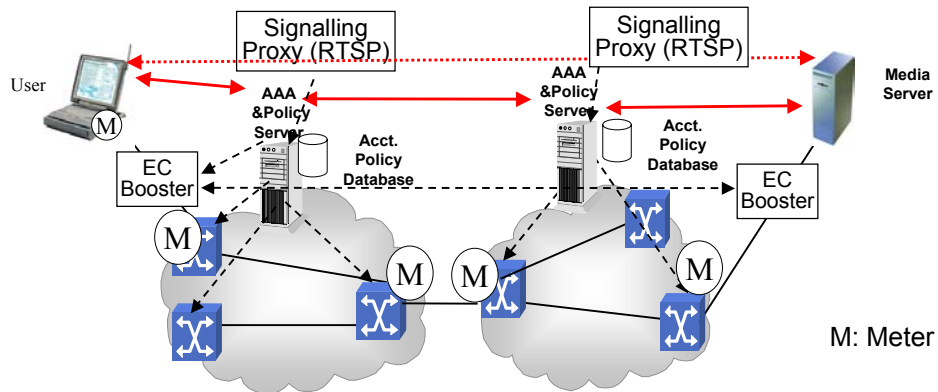 Signalling
Proxy (RTSP)
Signalling
Proxy (RTSP)
User
AAA
&Policy
Server
AAA
&Policy
Server
Media
Server
M
Acct.
Policy
Database
Acct.
Policy
Database
EC
Booster
EC
Booster
M
M
M
M
M: Meter